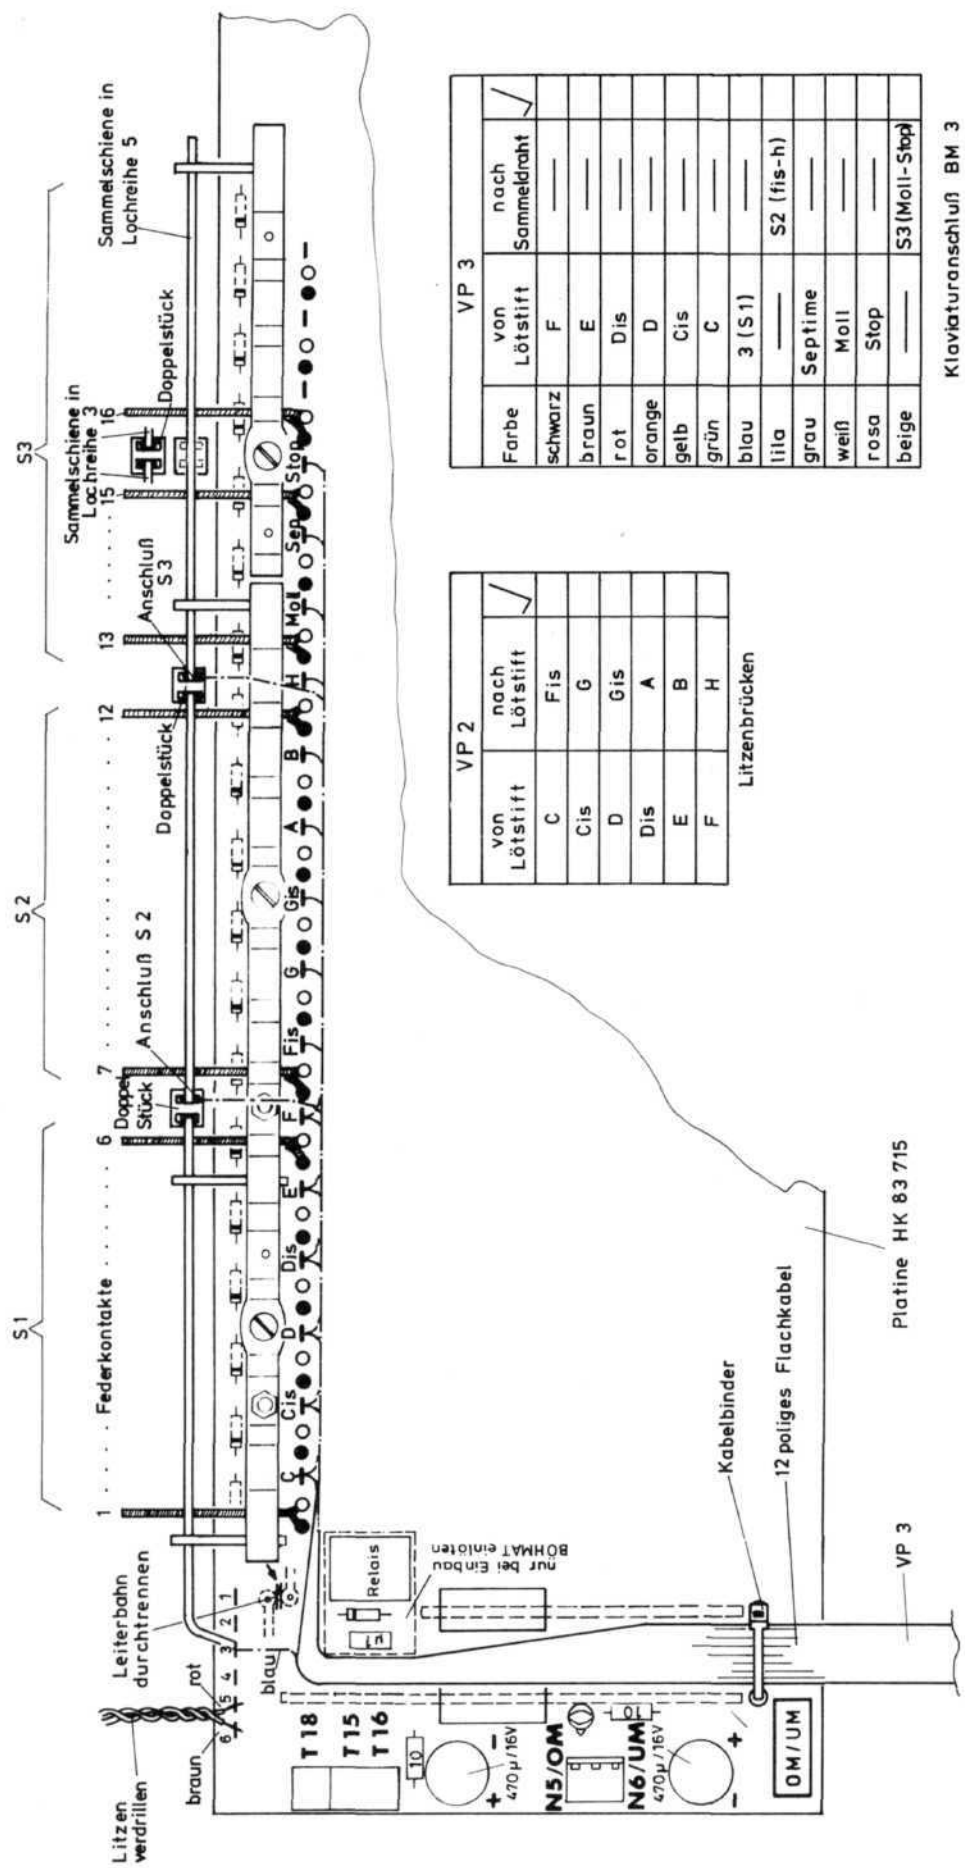 S1
S2
S3
1 . . . . Federkontakte . . . . 6
7 . . . . . . . . . . 12
13 . . . . . . 15
16
Litzen
verdrillen
Leiterbahn
durchtrennen
braun
rot
6 5 4 3 2 1
blau
Doppel
Stück
Anschluß S 2
Doppelstück
Anschluß
S 3
Sammelschiene in
Lochreihe 3
Doppelstück
Sammelschiene in
Lochreihe 5
C Cis D Dis E F Fis G Gis A B H Moll Sep Stop
T 18
T 15
T 16
10
+ −
470µ/16V
N5/OM
N6/UM
10
470µ/16V
− +
OM/UM
µ1
Relais
nur bei Einbau
BÖHMAT einlöten
Kabelbinder
12poliges Flachkabel
VP 3
Platine HK 83 715
VP 2
von Lötstift nach Lötstift
C Fis
Cis G
D Gis
Dis A
E B
F H
Litzenbrücken
VP 3
Farbe von Lötstift nach Sammeldraht
schwarz F —
braun E —
rot Dis —
orange D —
gelb Cis —
grün C —
blau 3 (S1) —
lila — S2 (fis-h)
grau Septime —
weiß Moll —
rosa Stop —
beige — S3(Moll-Stop)
Klaviaturanschluß BM 3